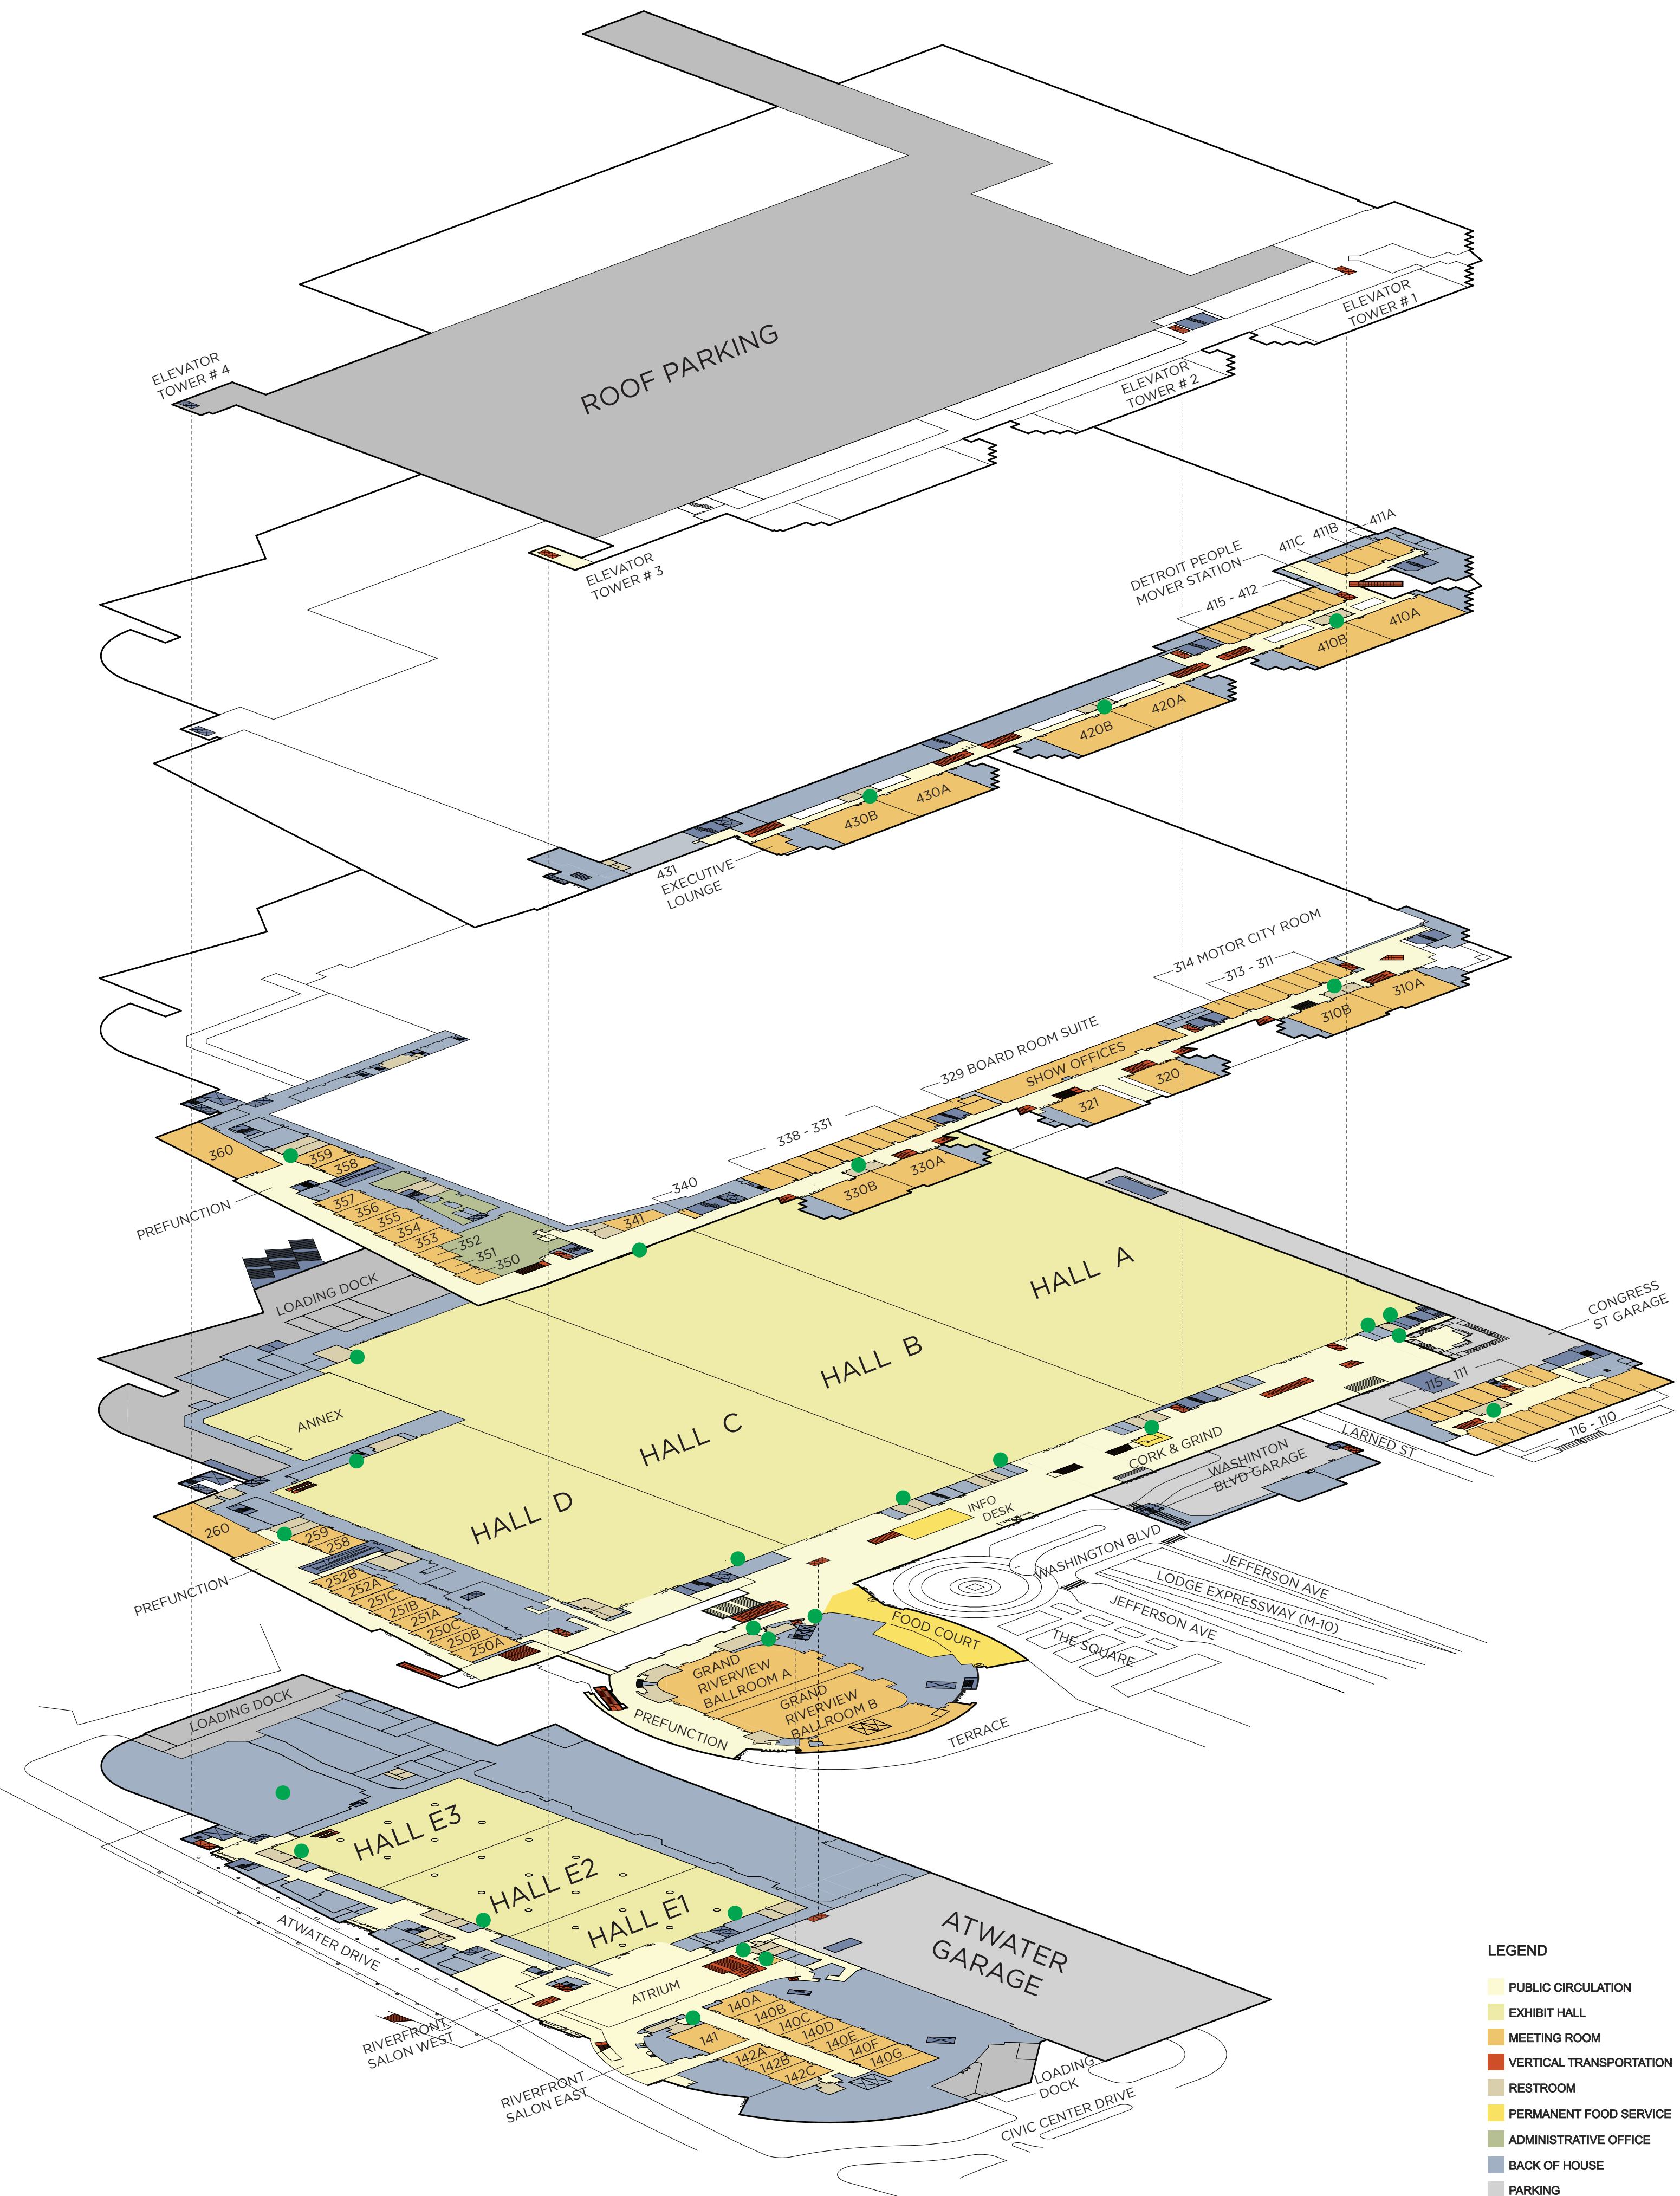 ROOF PARKING
ELEVATOR
TOWER # 1
ELEVATOR
TOWER # 2
ELEVATOR
TOWER # 4
ELEVATOR
TOWER # 3
411A
411B
411C
DETROIT PEOPLE
MOVER STATION
415 - 412
410A
410B
420A
420B
430A
430B
431
EXECUTIVE
LOUNGE
314 MOTOR CITY ROOM
313 - 311
310A
310B
329 BOARD ROOM SUITE
SHOW OFFICES
320
321
338 - 331
330A
330B
340
341
360
359
358
PREFUNCTION
357
356
355
354
353
352
351
350
LOADING DOCK
HALL A
HALL B
HALL C
HALL D
ANNEX
CONGRESS
ST GARAGE
115 - 111
116 - 110
LARNED ST
CORK & GRIND
WASHINTON
BLVD GARAGE
INFO
DESK
260
259
258
PREFUNCTION
252B
252A
251C
251B
251A
250C
250B
250A
WASHINGTON BLVD
JEFFERSON AVE
LODGE EXPRESSWAY (M-10)
JEFFERSON AVE
THE SQUARE
FOOD COURT
GRAND
RIVERVIEW
BALLROOM A
GRAND
RIVERVIEW
BALLROOM B
PREFUNCTION
TERRACE
LOADING DOCK
HALL E3
HALL E2
HALL E1
ATWATER DRIVE
ATWATER
GARAGE
ATRIUM
RIVERFRONT
SALON WEST
RIVERFRONT
SALON EAST
140A
140B
140C
140D
140E
140F
140G
141
142A
142B
142C
LOADING
DOCK
CIVIC CENTER DRIVE
LEGEND
PUBLIC CIRCULATION
EXHIBIT HALL
MEETING ROOM
VERTICAL TRANSPORTATION
RESTROOM
PERMANENT FOOD SERVICE
ADMINISTRATIVE OFFICE
BACK OF HOUSE
PARKING